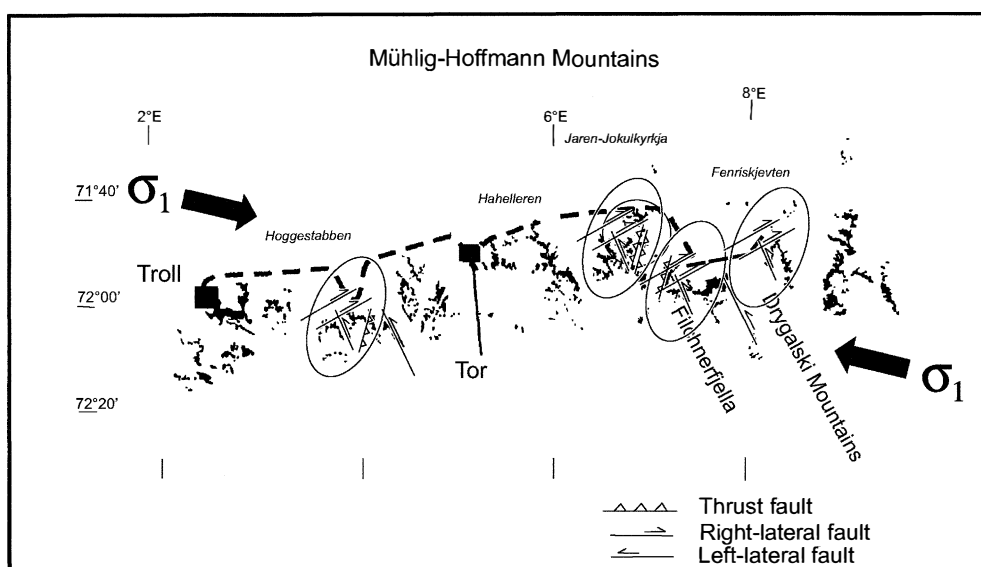 Mühlig-Hoffmann Mountains
2°E
6°E
8°E
Jaren-Jokulkyrkja
Fenriskjevten
71°40'
σ1
Hahelleren
Hoggestabben
Troll
72°00'
Tor
Filchnerfjella
Drygalski Mountains
σ1
72°20'
Thrust fault
Right-lateral fault
Left-lateral fault